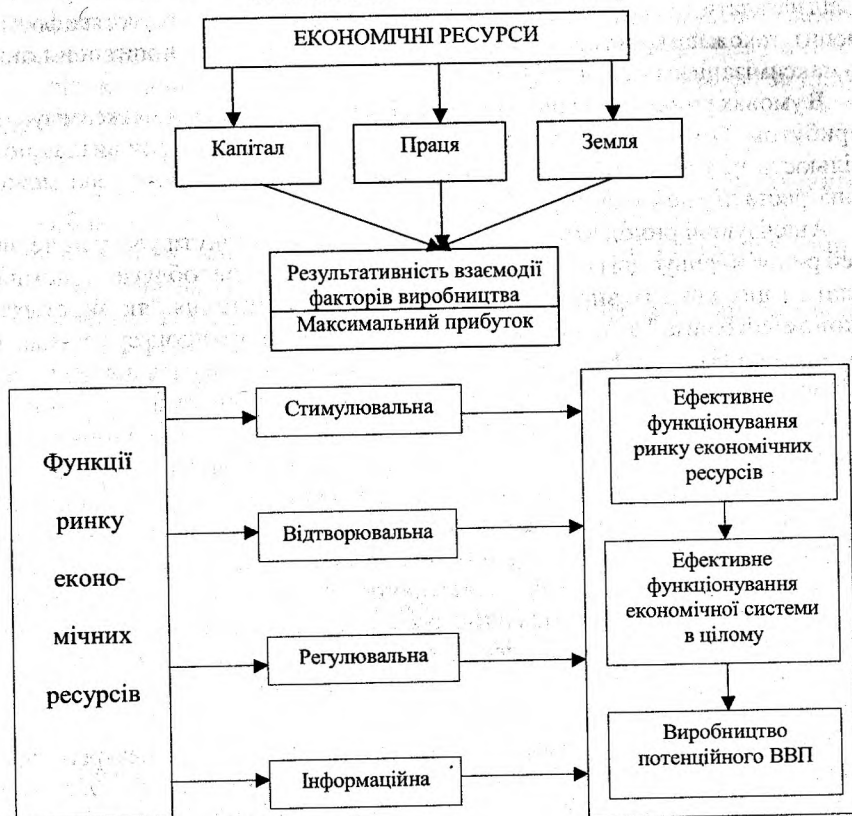 ЕКОНОМІЧНІ РЕСУРСИ
Капітал
Праця
Земля
Результативність взаємодії
факторів виробництва
Максимальний прибуток
Функції
ринку
еконо-
мічних
ресурсів
Стимулювальна
Відтворювальна
Регулювальна
Інформаційна
Ефективне
функціонування
ринку економічних
ресурсів
Ефективне
функціонування
економічної системи
в цілому
Виробництво
потенційного ВВП